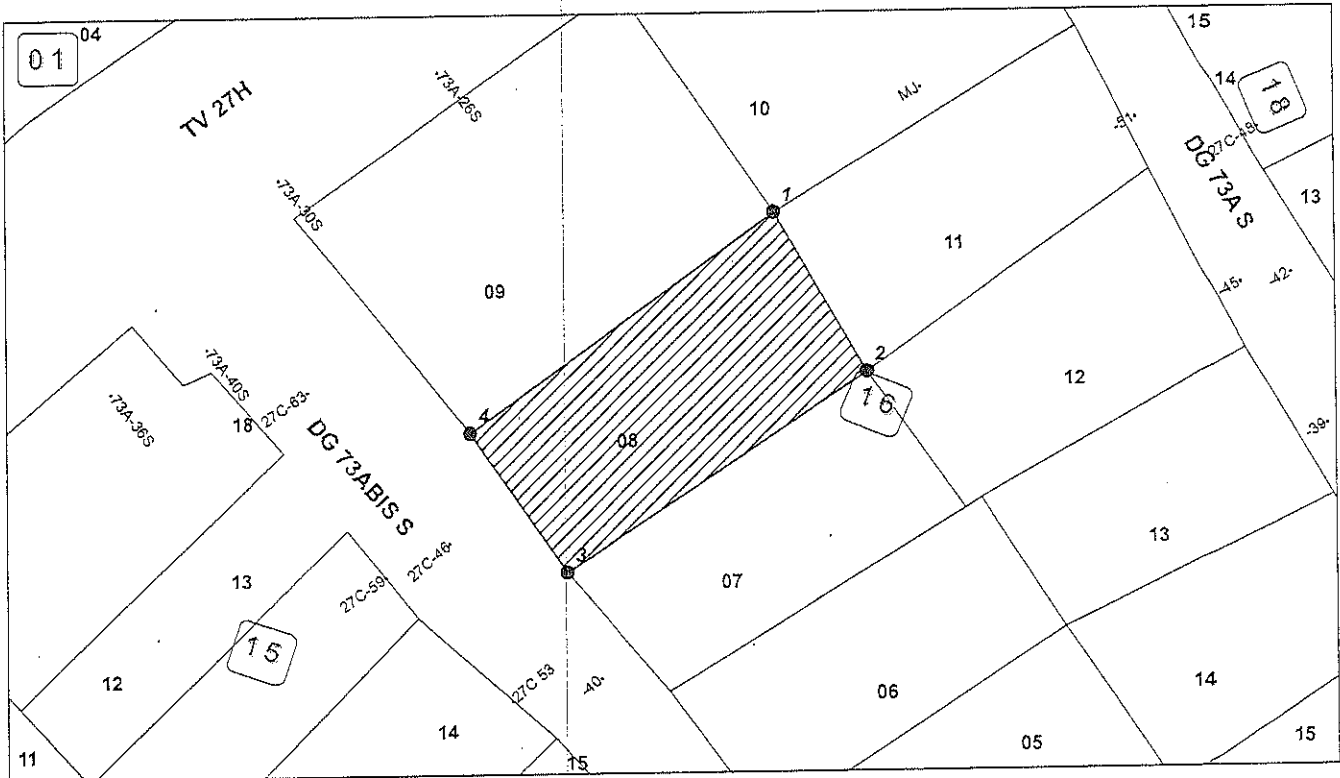 04
01
TV 27H
.73A-26S
10
MJ.
15
14
18
27C-48.
-51.
DG 73A S
13
.73A-30S
1
11
09
-45.
-42-
.73A-40S
2
12
16
.73A-36S
18
27C-63.
4
DG 73ABIS S
08
-39.
3
27C-46.
13
13
27C-59.
07
15
12
27C 53
-40.
06
14
14
05
15
11
15